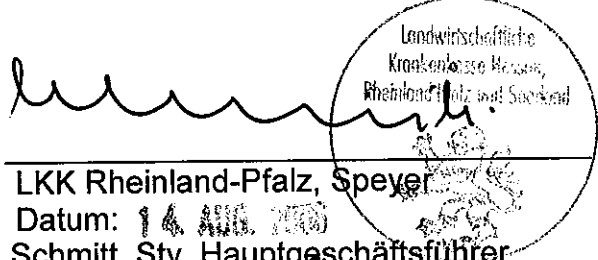 Landwirtschaftliche
Krankenkasse Hessen,
Rheinland-Pfalz und Saarland
LKK Rheinland-Pfalz, Speyer
Datum: 14. AUG.
Schmitt, Stv. Hauptgeschäftsführer